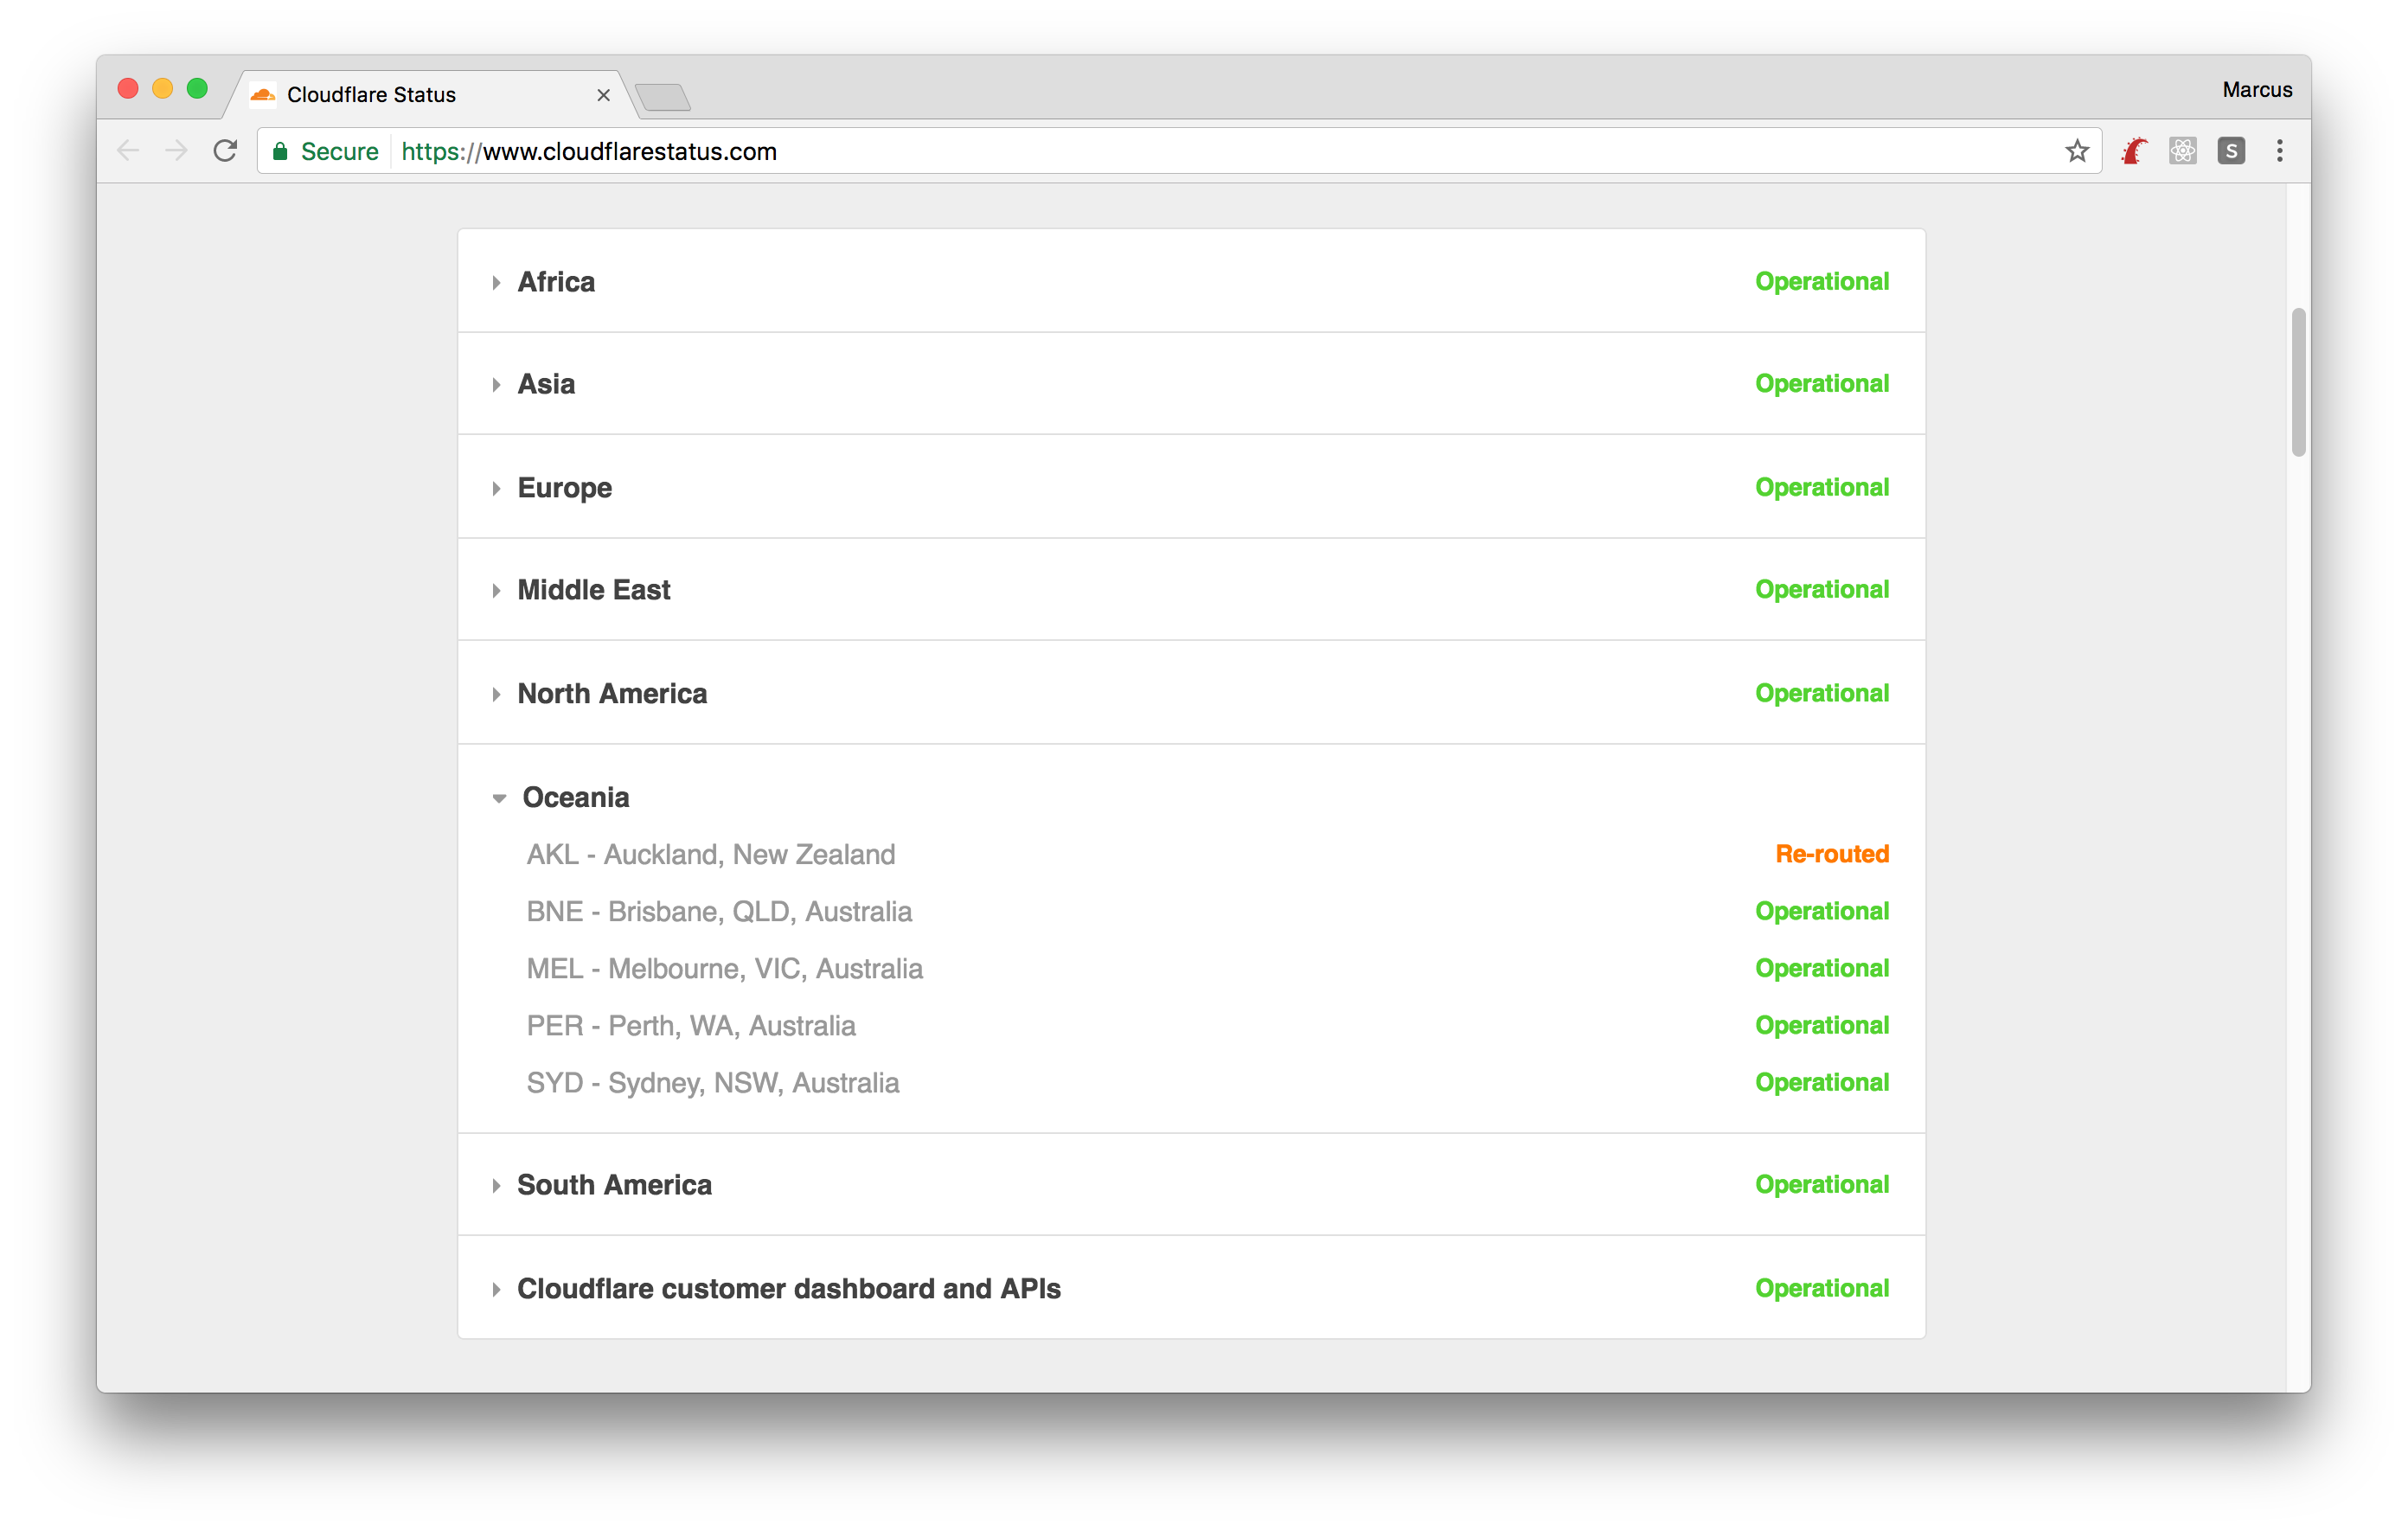 Cloudflare Status
Marcus
Secure https://www.cloudflarestatus.com
S
Africa Operational
Asia Operational
Europe Operational
Middle East Operational
North America Operational
Oceania
AKL - Auckland, New Zealand Re-routed
BNE - Brisbane, QLD, Australia Operational
MEL - Melbourne, VIC, Australia Operational
PER - Perth, WA, Australia Operational
SYD - Sydney, NSW, Australia Operational
South America Operational
Cloudflare customer dashboard and APIs Operational